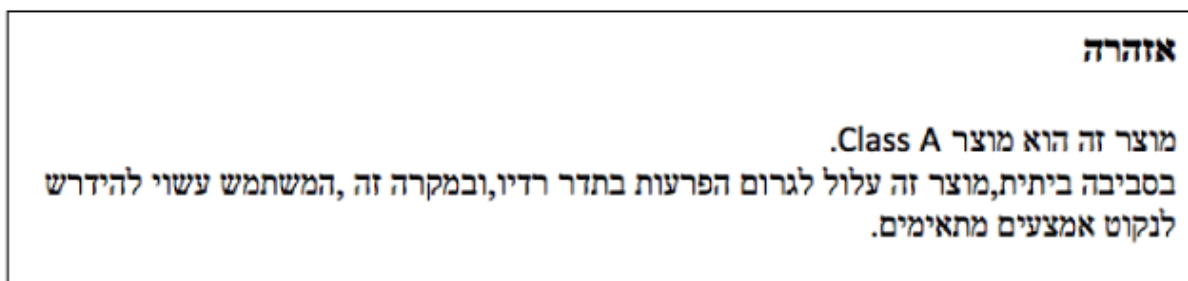 אזהרה
מוצר זה הוא מוצר Class A.
בסביבה ביתית,מוצר זה עלול לגרום הפרעות בתדר רדיו,ובמקרה זה ,המשתמש עשוי להידרש
לנקוט אמצעים מתאימים.